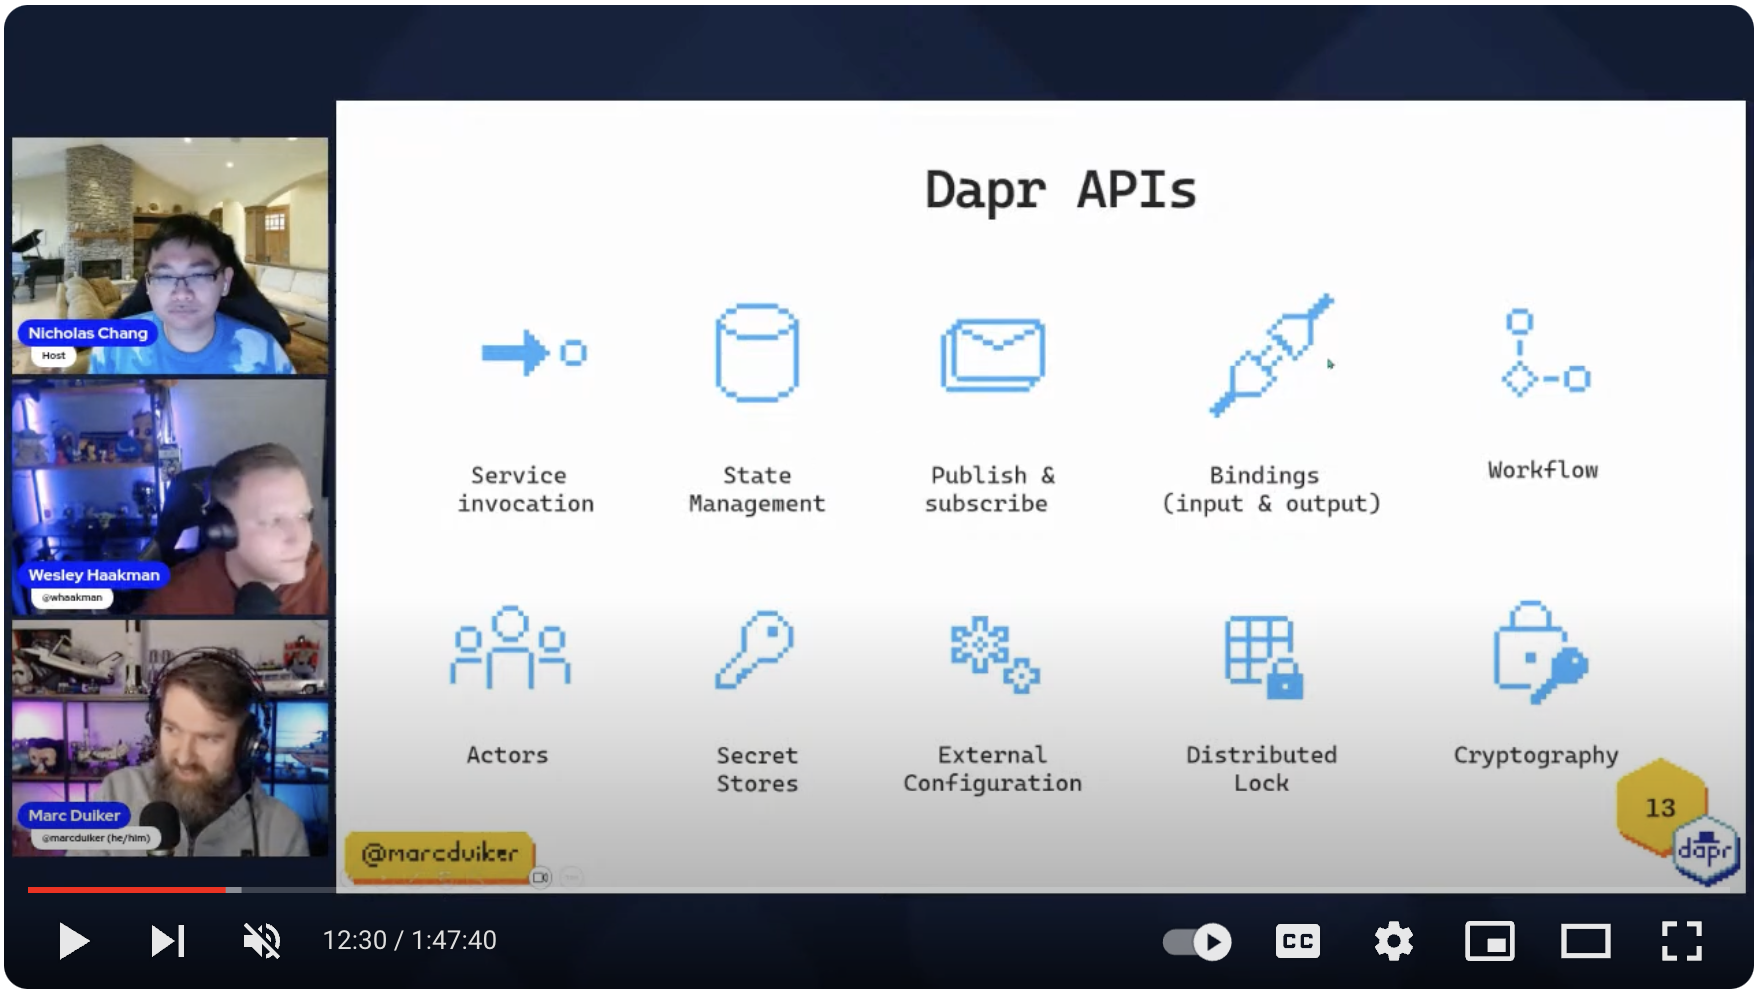 Dapr APIs
Service
invocation
State
Management
Publish &
subscribe
Bindings
(input & output)
Workflow
Actors
Secret
Stores
External
Configuration
Distributed
Lock
Cryptography
Nicholas Chang
Host
Wesley Haakman
@whaakman
Marc Duiker
@marcduiker (he/him)
@marcduiker
13
dapr
12:30 / 1:47:40
CC